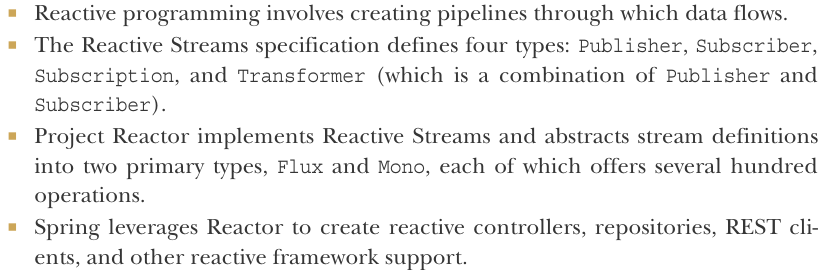 ▪ Reactive programming involves creating pipelines through which data flows.
▪ The Reactive Streams specification defines four types: Publisher, Subscriber,
Subscription, and Transformer (which is a combination of Publisher and
Subscriber).
▪ Project Reactor implements Reactive Streams and abstracts stream definitions
into two primary types, Flux and Mono, each of which offers several hundred
operations.
▪ Spring leverages Reactor to create reactive controllers, repositories, REST cli-
ents, and other reactive framework support.